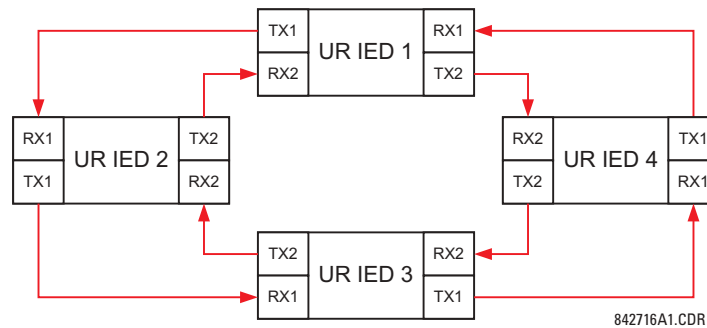 TX1 UR IED 1 RX1
RX2 TX2
RX1 UR IED 2 TX2
TX1 RX2
RX2 UR IED 4 TX1
TX2 RX1
TX2 UR IED 3 RX2
RX1 TX1
842716A1.CDR